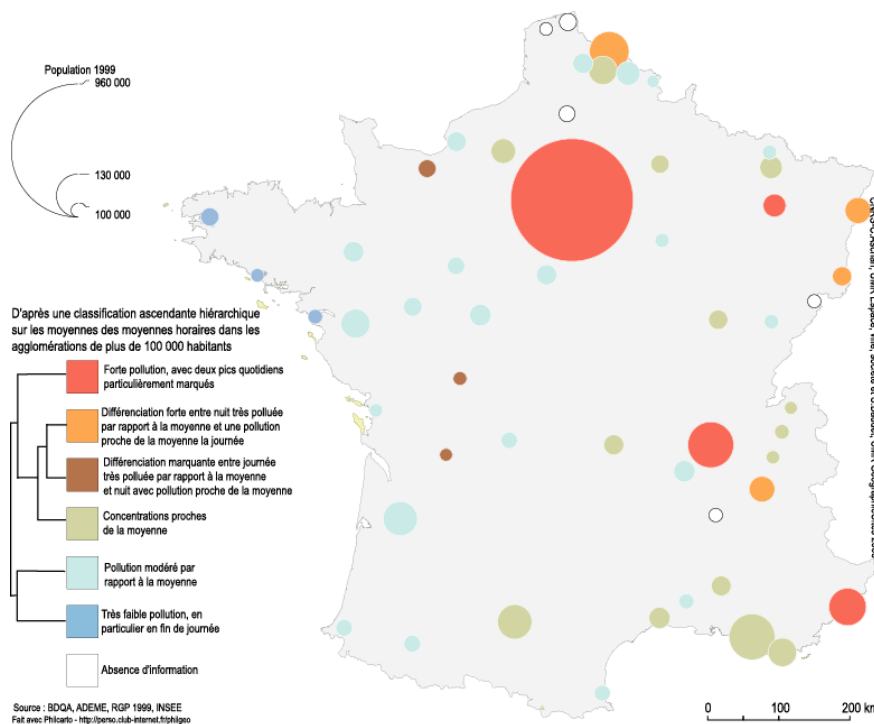 Population 1999
960 000
130 000
100 000
D'après une classification ascendante hiérarchique
sur les moyennes des moyennes horaires dans les
agglomérations de plus de 100 000 habitants
Forte pollution, avec deux pics quotidiens
particulièrement marqués
Différenciation forte entre nuit très polluée
par rapport à la moyenne et une pollution
proche de la moyenne la journée
Différenciation marquante entre journée
très polluée par rapport à la moyenne
et nuit avec pollution proche de la moyenne
Concentrations proches
de la moyenne
Pollution modéré par
rapport à la moyenne
Très faible pollution, en
particulier en fin de journée
Absence d'information
Source : BDQA, ADEME, RGP 1999, INSEE
Fait avec Philcarto - http://perso.club-internet.fr/philgeo
0 100 200 km